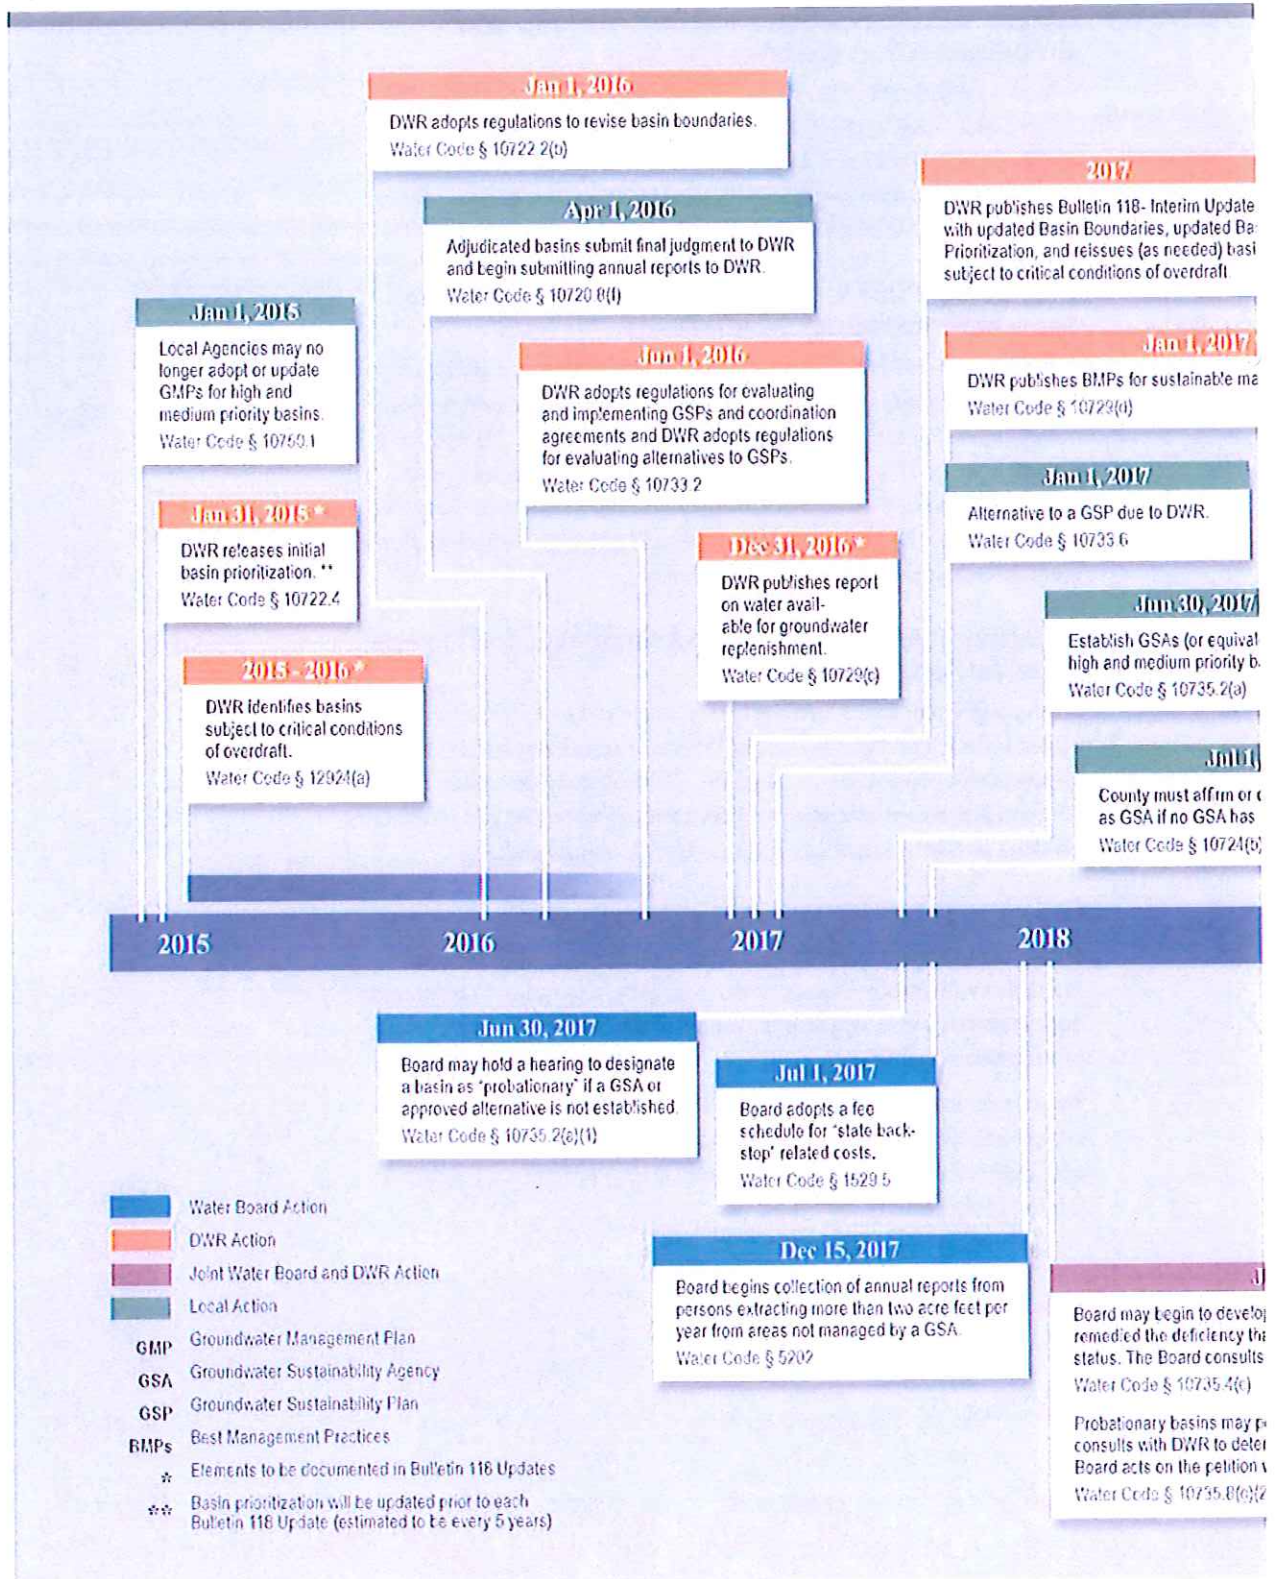 Jan 1, 2016
DWR adopts regulations to revise basin boundaries.
Water Code § 10722.2(b)
Apr 1, 2016
Adjudicated basins submit final judgment to DWR
and begin submitting annual reports to DWR.
Water Code § 10720.8(f)
Jan 1, 2015
Local Agencies may no
longer adopt or update
GMPs for high and
medium priority basins.
Water Code § 10750.1
Jun 1, 2016
DWR adopts regulations for evaluating
and implementing GSPs and coordination
agreements and DWR adopts regulations
for evaluating alternatives to GSPs.
Water Code § 10733.2
Jan 31, 2015 *
DWR releases initial
basin prioritization. **
Water Code § 10722.4
Dec 31, 2016 *
DWR publishes report
on water avail-
able for groundwater
replenishment.
Water Code § 10729(c)
2015 - 2016 *
DWR identifies basins
subject to critical conditions
of overdraft.
Water Code § 12924(a)
2017
DWR publishes Bulletin 118- Interim Update
with updated Basin Boundaries, updated Ba
Prioritization, and reissues (as needed) basi
subject to critical conditions of overdraft.
Jan 1, 2017
DWR publishes BMPs for sustainable ma
Water Code § 10729(d)
Jan 1, 2017
Alternative to a GSP due to DWR.
Water Code § 10733.6
Jun 30, 2017
Establish GSAs (or equival
high and medium priority b
Water Code § 10735.2(a)
Jul 1,
County must affirm or
as GSA if no GSA has
Water Code § 10724(b)
2015
2016
2017
2018
Jun 30, 2017
Board may hold a hearing to designate
a basin as 'probationary' if a GSA or
approved alternative is not established.
Water Code § 10735.2(a)(1)
Jul 1, 2017
Board adopts a fee
schedule for 'state back-
stop' related costs.
Water Code § 1529.5
Dec 15, 2017
Board begins collection of annual reports from
persons extracting more than two acre feet per
year from areas not managed by a GSA.
Water Code § 5202
J
Board may begin to develop
remedied the deficiency tha
status. The Board consults
Water Code § 10735.4(c)
Probationary basins may p
consults with DWR to deter
Board acts on the petition
Water Code § 10735.8(g)(2
Water Board Action
DWR Action
Joint Water Board and DWR Action
Local Action
GMP Groundwater Management Plan
GSA Groundwater Sustainability Agency
GSP Groundwater Sustainability Plan
BMPs Best Management Practices
* Elements to be documented in Bulletin 118 Updates
** Basin prioritization will be updated prior to each
Bulletin 118 Update (estimated to be every 5 years)